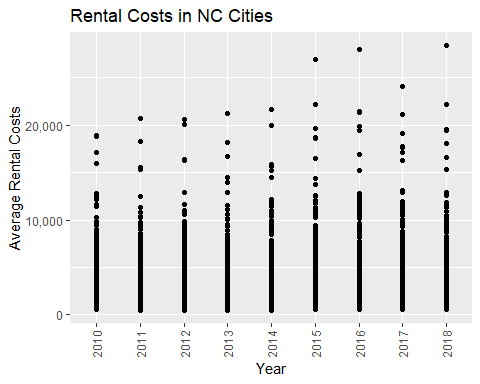 Rental Costs in NC Cities
Average Rental Costs
20,000
10,000
0
2010 2011 2012 2013 2014 2015 2016 2017 2018
Year